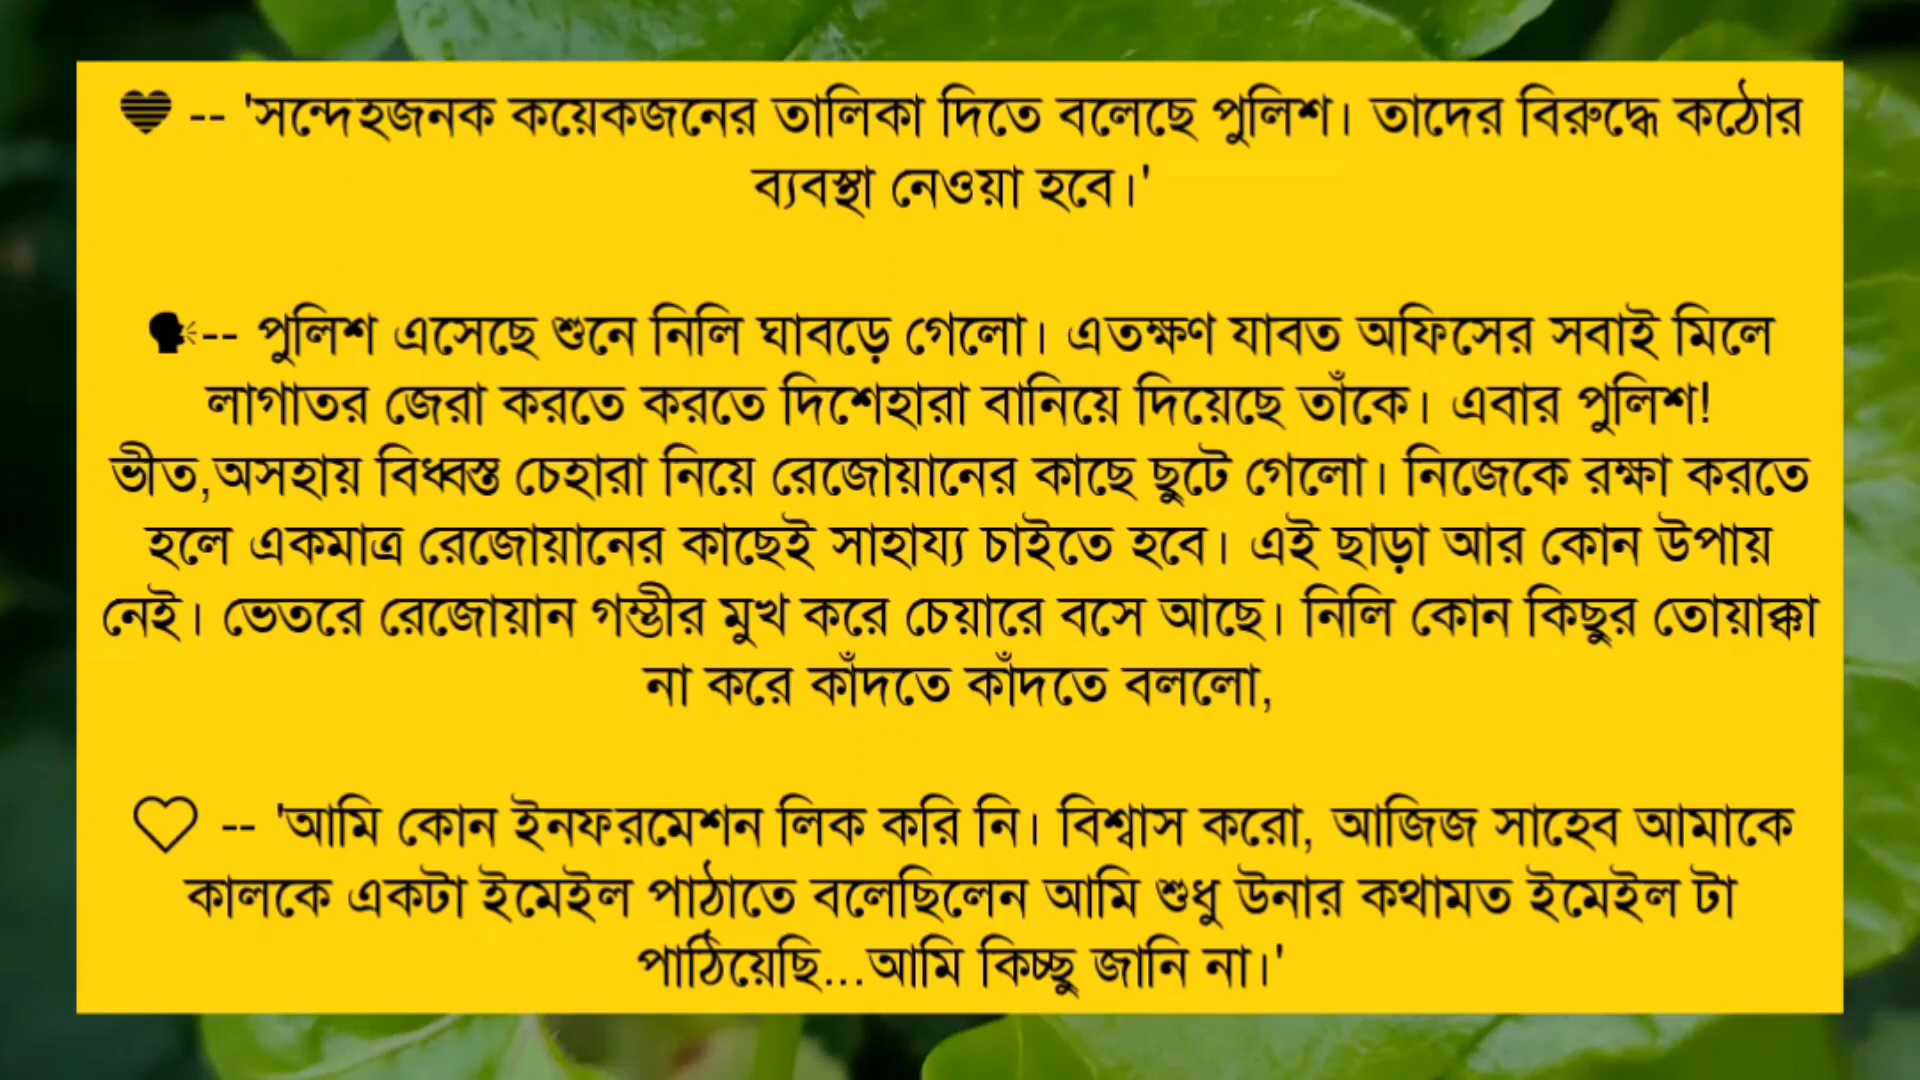 🖤 -- 'সন্দেহজনক কয়েকজনের তালিকা দিতে বলেছে পুলিশ। তাদের বিরুদ্ধে কঠোর
ব্যবস্থা নেওয়া হবে।'
🗣-- পুলিশ এসেছে শুনে নিলি ঘাবড়ে গেলো। এতক্ষণ যাবত অফিসের সবাই মিলে
লাগাতর জেরা করতে করতে দিশেহারা বানিয়ে দিয়েছে তাঁকে। এবার পুলিশ!
ভীত,অসহায় বিধ্বস্ত চেহারা নিয়ে রেজোয়ানের কাছে ছুটে গেলো। নিজেকে রক্ষা করতে
হলে একমাত্র রেজোয়ানের কাছেই সাহায্য চাইতে হবে। এই ছাড়া আর কোন উপায়
নেই। ভেতরে রেজোয়ান গম্ভীর মুখ করে চেয়ারে বসে আছে। নিলি কোন কিছুর তোয়াক্কা
না করে কাঁদতে কাঁদতে বললো,
♡ -- 'আমি কোন ইনফরমেশন লিক করি নি। বিশ্বাস করো, আজিজ সাহেব আমাকে
কালকে একটা ইমেইল পাঠাতে বলেছিলেন আমি শুধু উনার কথামত ইমেইল টা
পাঠিয়েছি...আমি কিচ্ছু জানি না।'